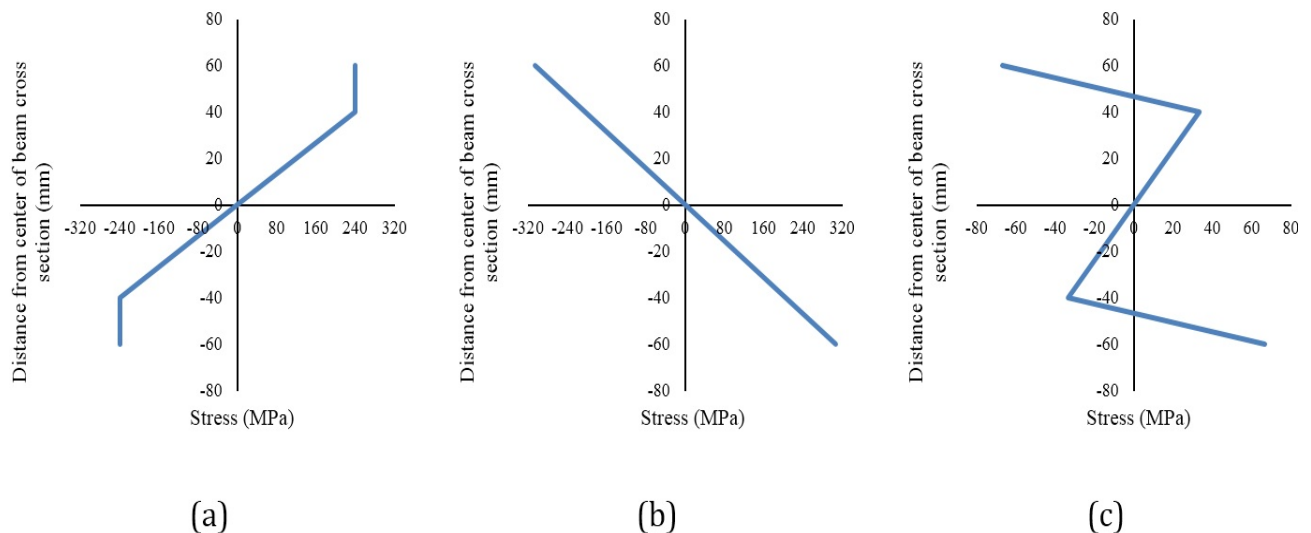 80
60
40
20
0
-20
-40
-60
-80
-320 -240 -160 -80 0 80 160 240 320
Distance from center of beam cross
section (mm)
Stress (MPa)
(a)
80
60
40
20
0
-20
-40
-60
-80
-320 -240 -160 -80 0 80 160 240 320
Distance from center of beam cross
section (mm)
Stress (MPa)
(b)
80
60
40
20
0
-20
-40
-60
-80
-80 -60 -40 -20 0 20 40 60 80
Distance from center of beam cross
section (mm)
Stress (MPa)
(c)